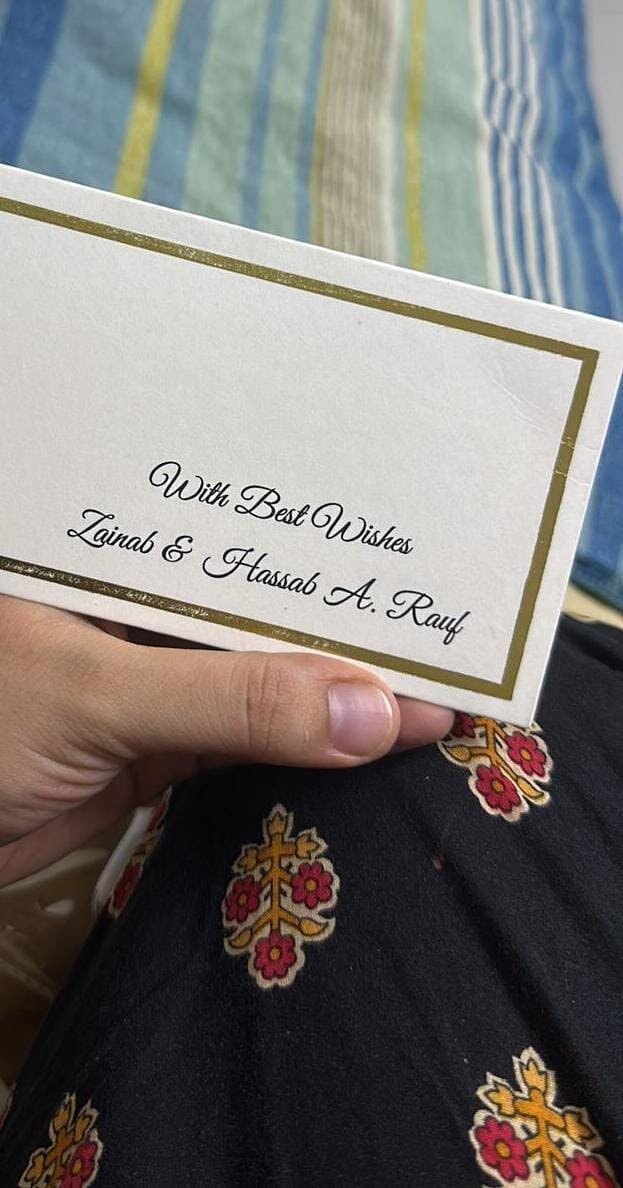 With Best Wishes
Zainab & Hassab A. Rauf